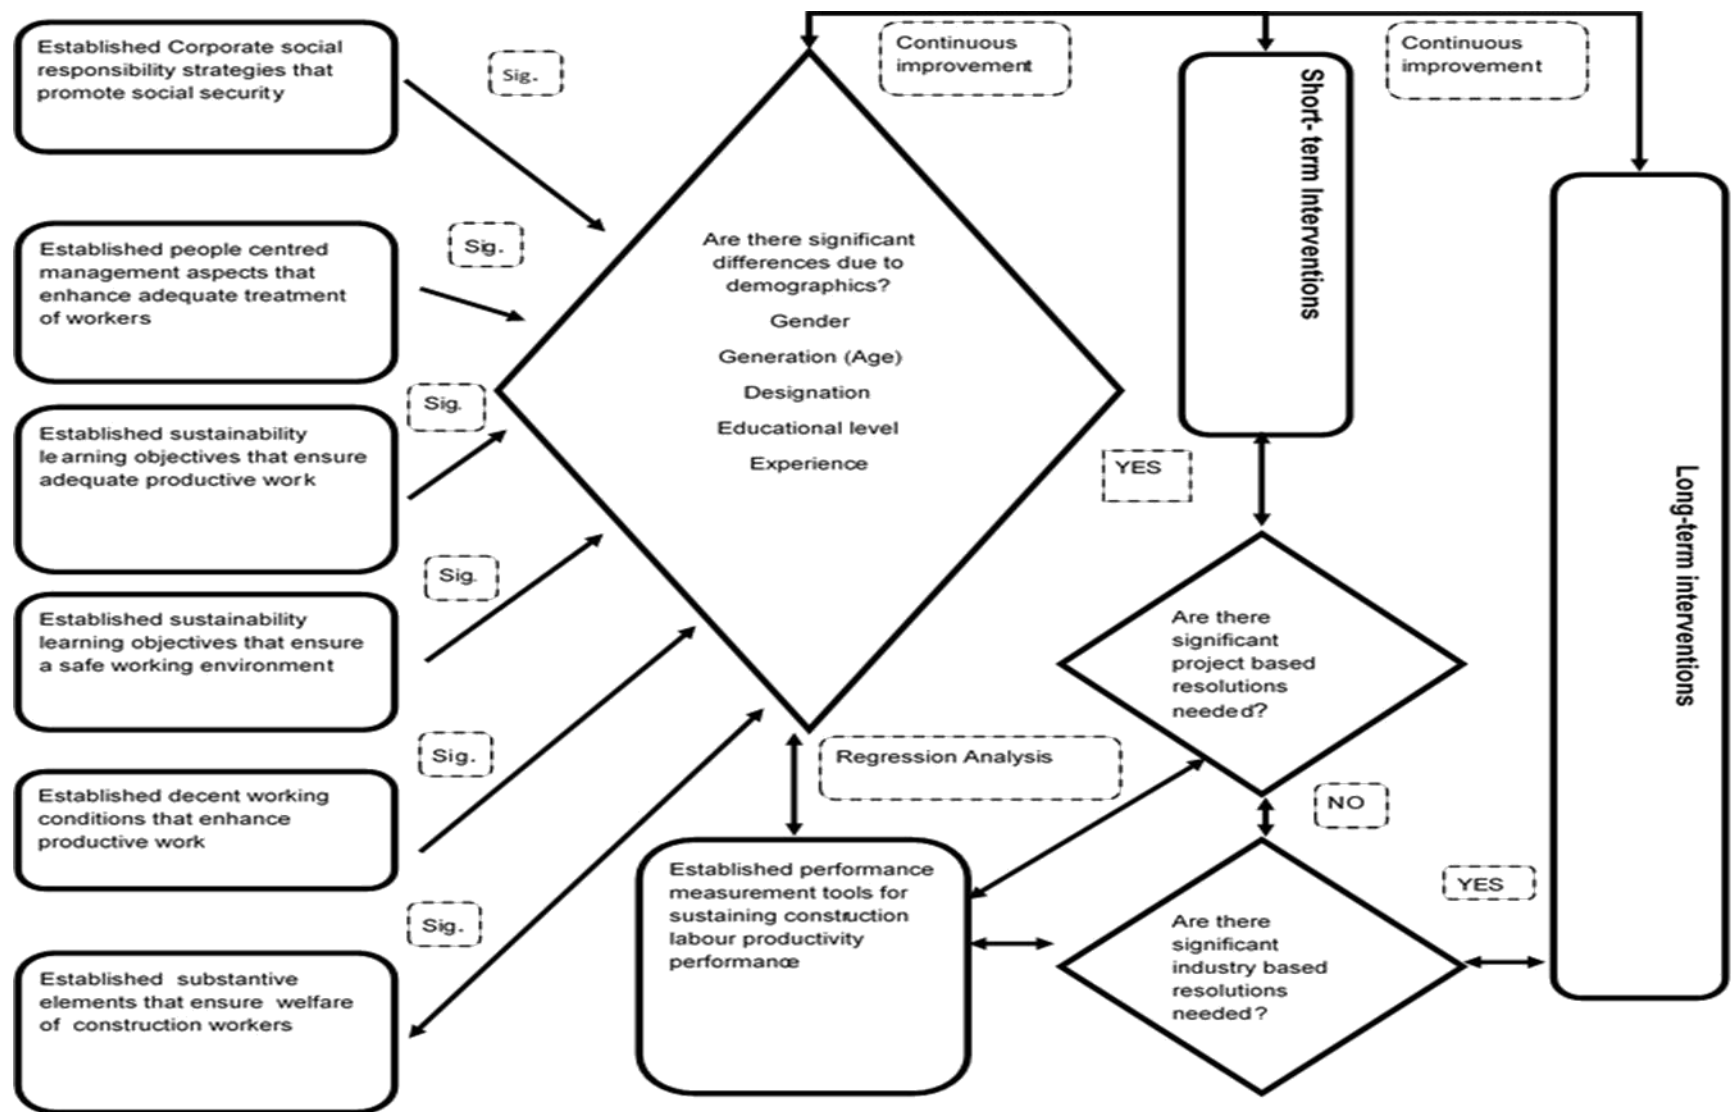 Established Corporate social
responsibility strategies that
promote social security
Sig.
Established people centred
management aspects that
enhance adequate treatment
of workers
Sig.
Established sustainability
learning objectives that ensure
adequate productive work
Sig.
Established sustainability
learning objectives that ensure
a safe working environment
Sig.
Established decent working
conditions that enhance
productive work
Sig.
Established substantive
elements that ensure welfare
of construction workers
Sig.
Are there significant
differences due to
demographics?
Gender
Generation (Age)
Designation
Educational level
Experience
Continuous
improvement
Short- term Interventions
Continuous
improvement
Long-term interventions
YES
Are there
significant
project based
resolutions
needed?
Regression Analysis
NO
Established performance
measurement tools for
sustaining construction
labour productivity
performance
Are there
significant
industry based
resolutions
needed?
YES